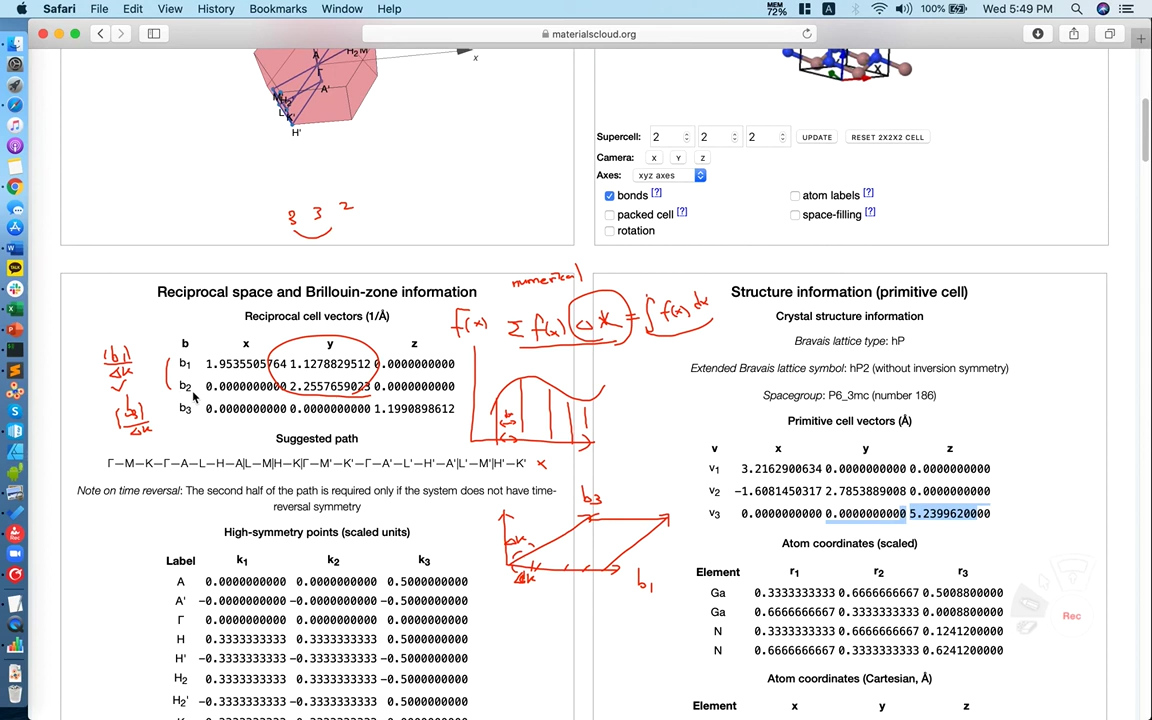 Safari File Edit View History Bookmarks Window Help
MEM 72% A 100% Wed 5:49 PM
materialscloud.org
x
A
Γ
A'
H'
3 3 2
Supercell: 2 2 2 UPDATE RESET 2X2X2 CELL
Camera: x Y z
Axes: xyz axes
bonds [?] atom labels [?]
packed cell [?] space-filling [?]
rotation
numerical
Reciprocal space and Brillouin-zone information
Reciprocal cell vectors (1/Å)
b x y z
b1 1.9535505764 1.1278829512 0.0000000000
b2 0.0000000000 2.2557659023 0.0000000000
b3 0.0000000000 0.0000000000 1.1990898612
|b1|
Δk
|b3|
Δk
f(x) Σ f(x) Δk = ∫ f(x) dx
Suggested path
Γ—M—K—Γ—A—L—H—A|L—M|H—K|Γ—M'—K'—Γ—A'—L'—H'—A'|L'—M'|H'—K'
Note on time reversal: The second half of the path is required only if the system does not have time-
reversal symmetry
b3
Δk
Δk
b1
High-symmetry points (scaled units)
Label k1 k2 k3
A 0.0000000000 0.0000000000 0.5000000000
A' -0.0000000000 -0.0000000000 -0.5000000000
Γ 0.0000000000 0.0000000000 0.0000000000
H 0.3333333333 0.3333333333 0.5000000000
H' -0.3333333333 -0.3333333333 -0.5000000000
H2 0.3333333333 0.3333333333 -0.5000000000
H2' -0.3333333333 -0.3333333333 0.5000000000
Structure information (primitive cell)
Crystal structure information
Bravais lattice type: hP
Extended Bravais lattice symbol: hP2 (without inversion symmetry)
Spacegroup: P6_3mc (number 186)
Primitive cell vectors (Å)
v x y z
v1 3.2162900634 0.0000000000 0.0000000000
v2 -1.6081450317 2.7853889008 0.0000000000
v3 0.0000000000 0.0000000000 5.2399620000
Atom coordinates (scaled)
Element r1 r2 r3
Ga 0.3333333333 0.6666666667 0.5008800000
Ga 0.6666666667 0.3333333333 0.0008800000
N 0.3333333333 0.6666666667 0.1241200000
N 0.6666666667 0.3333333333 0.6241200000
Rec
Atom coordinates (Cartesian, Å)
Element x y z